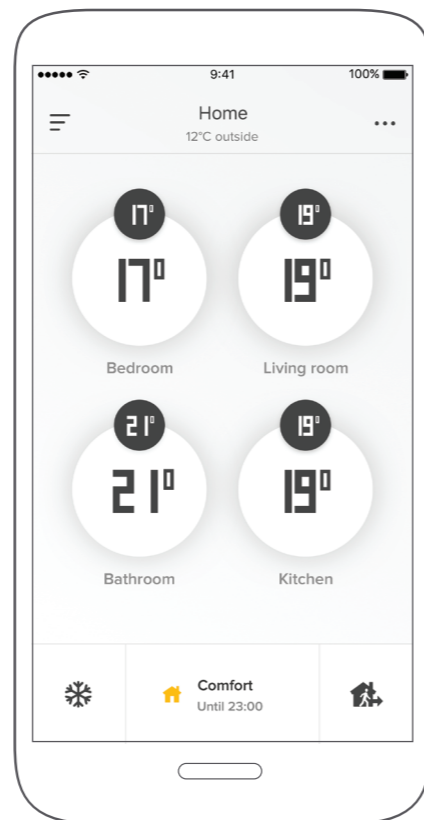 9:41 100%
Home
12°C outside
17° 19°
17° 19°
Bedroom Living room
21° 19°
21° 19°
Bathroom Kitchen
Comfort
Until 23:00